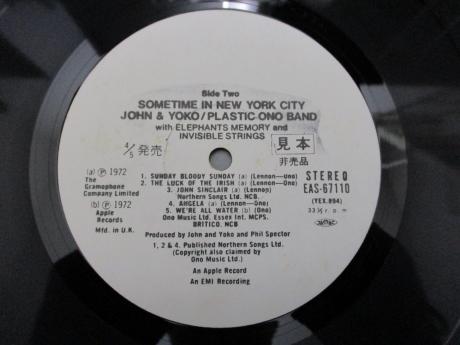 Side Two
SOMETIME IN NEW YORK CITY
JOHN & YOKO/PLASTIC ONO BAND
with ELEPHANTS MEMORY and
INVISIBLE STRINGS
4/5 発売
見本
非売品
STEREO
EAS-67110
(YEX.894)
33⅓ r.p.m
(a) Ⓟ 1972
The
Gramophone
Company Limited
(b) Ⓟ 1972
Apple
Records
Mfd. in U.K.
1. SUNDAY BLOODY SUNDAY (a) (Lennon—Ono)
2. THE LUCK OF THE IRISH (a) (Lennon—Ono)
3. JOHN SINCLAIR (a) (Lennon)
Northern Songs Ltd. NCB.
4. ANGELA (a) (Lennon—Ono)
5. WE'RE ALL WATER (b) (Ono)
Ono Music Ltd. Essex Int. MCPS.
BRITICO. NCB
Produced by John and Yoko and Phil Spector
1, 2 & 4. Published Northern Songs Ltd.
(Copyright also claimed by
Ono Music Ltd.)
An Apple Record
An EMI Recording